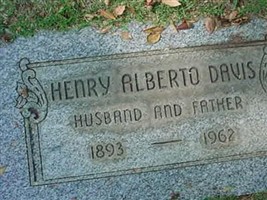 HENRY ALBERTO DAVIS
HUSBAND AND FATHER
1893 — 1962